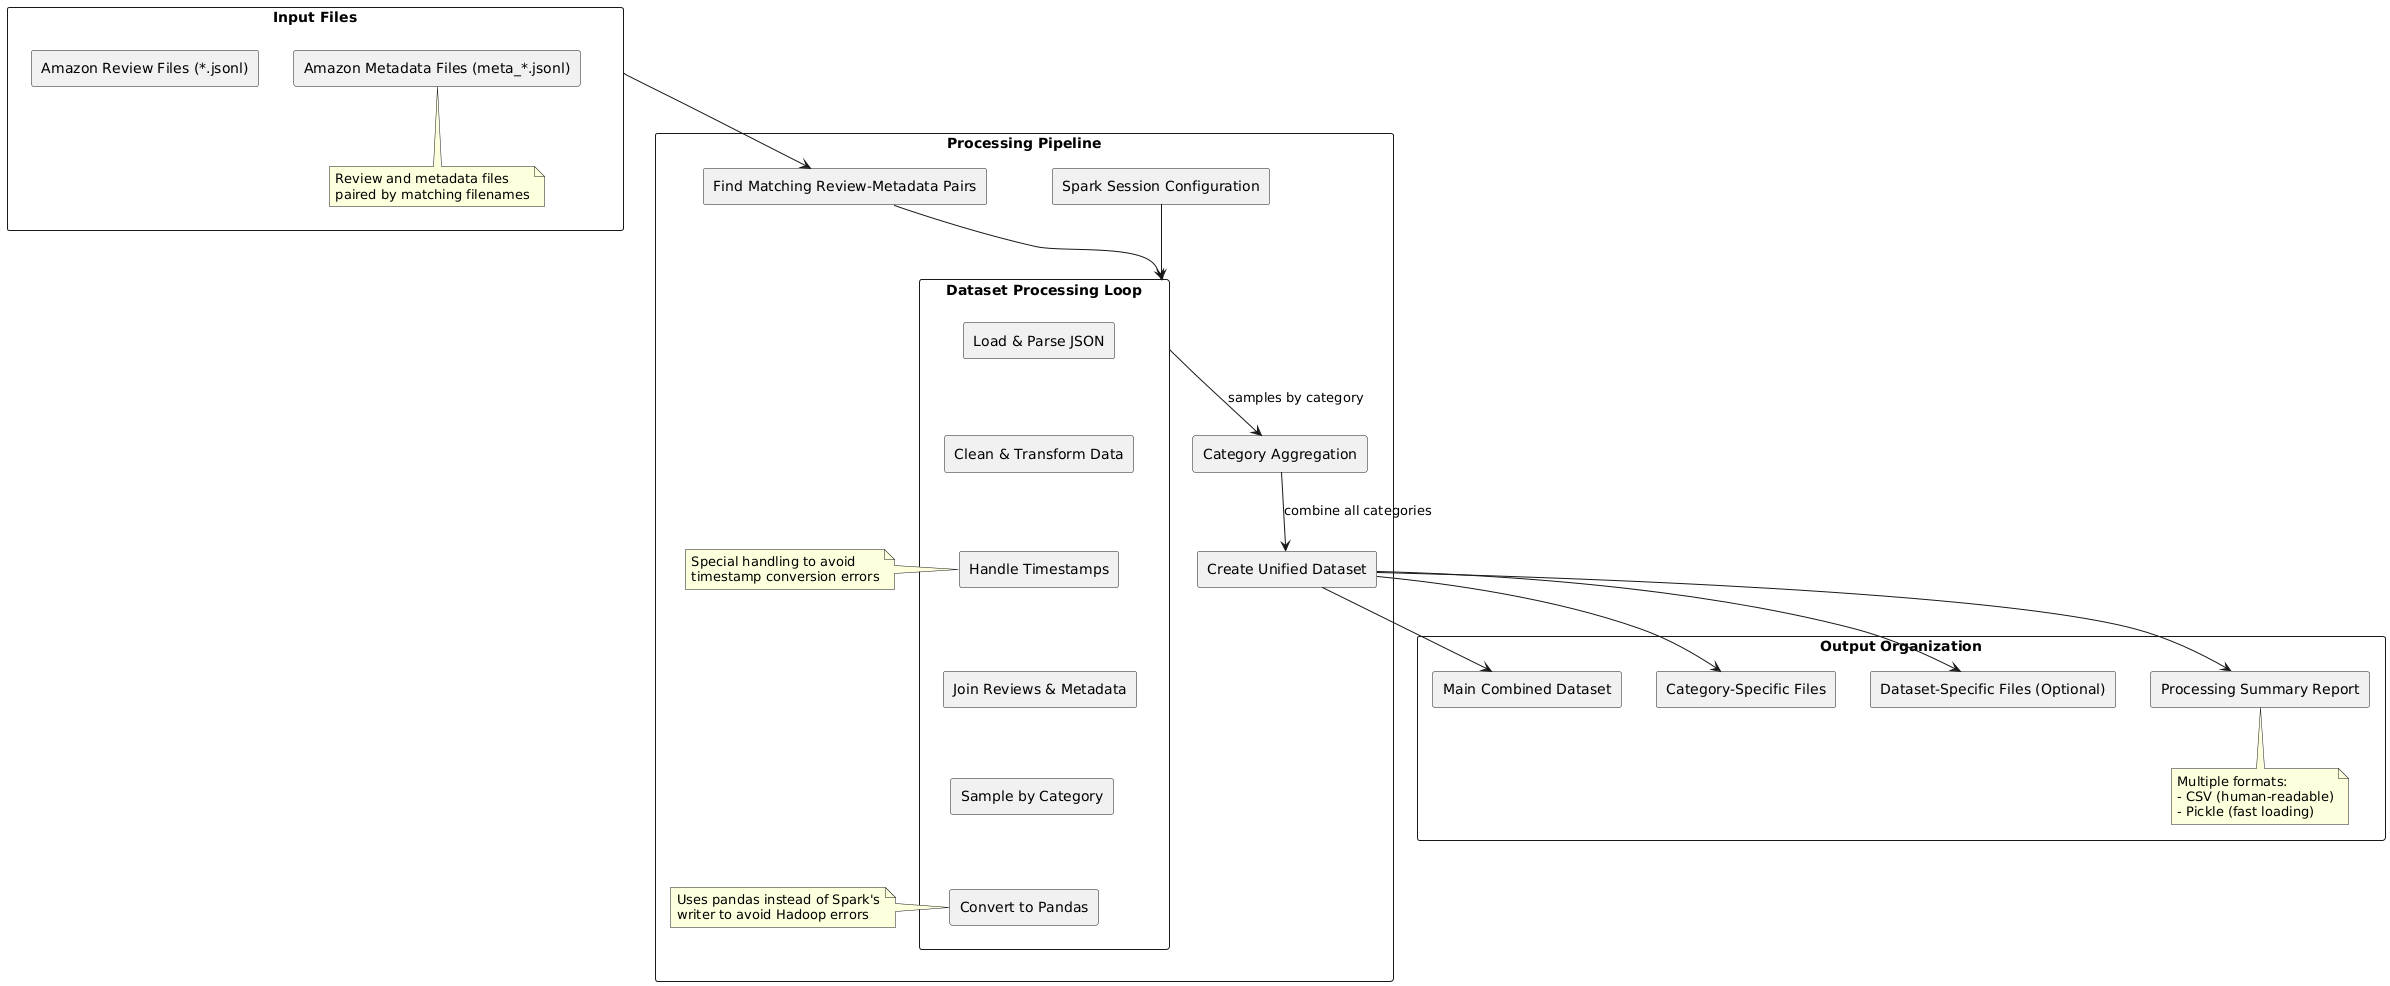 Input Files
Amazon Review Files (*.jsonl)
Amazon Metadata Files (meta_*.jsonl)
Review and metadata files
paired by matching filenames
Processing Pipeline
Find Matching Review-Metadata Pairs
Spark Session Configuration
Dataset Processing Loop
Load & Parse JSON
samples by category
Clean & Transform Data
Category Aggregation
combine all categories
Special handling to avoid
timestamp conversion errors
Handle Timestamps
Create Unified Dataset
Join Reviews & Metadata
Sample by Category
Uses pandas instead of Spark's
writer to avoid Hadoop errors
Convert to Pandas
Output Organization
Main Combined Dataset
Category-Specific Files
Dataset-Specific Files (Optional)
Processing Summary Report
Multiple formats:
- CSV (human-readable)
- Pickle (fast loading)